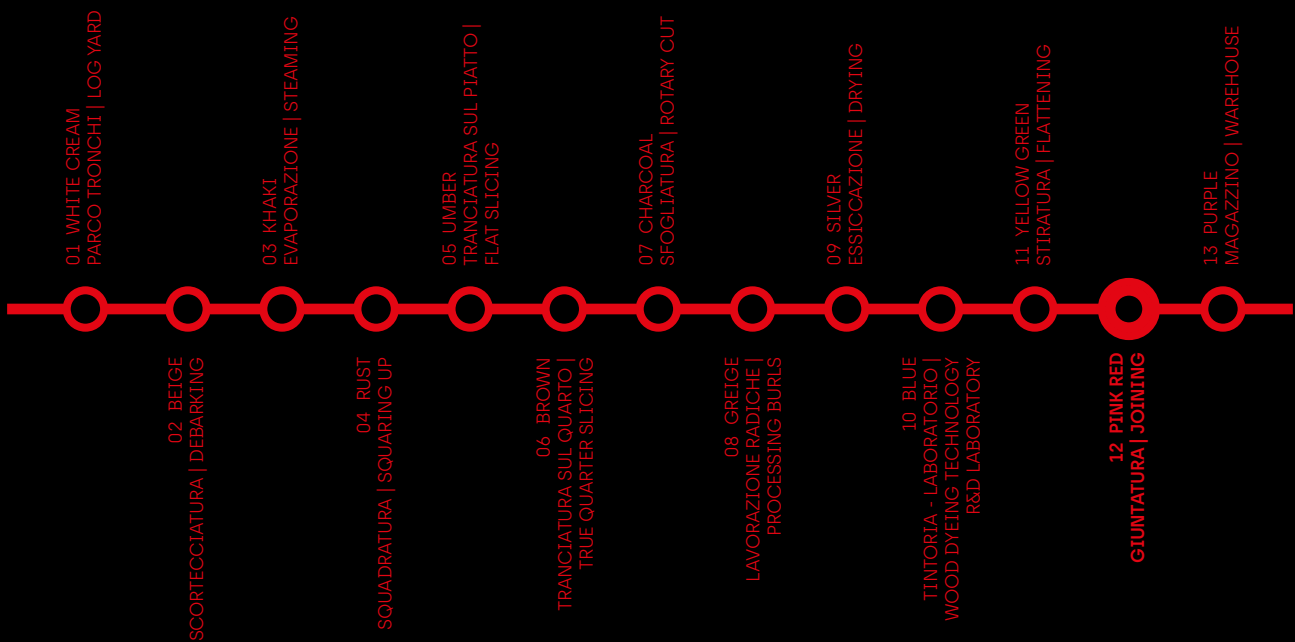 01 WHITE CREAM
PARCO TRONCHI | LOG YARD
02 BEIGE
SCORTECCIATURA | DEBARKING
03 KHAKI
EVAPORAZIONE | STEAMING
04 RUST
SQUADRATURA | SQUARING UP
05 UMBER
TRANCIATURA SUL PIATTO |
FLAT SLICING
06 BROWN
TRANCIATURA SUL QUARTO |
TRUE QUARTER SLICING
07 CHARCOAL
SFOGLIATURA | ROTARY CUT
08 GREIGE
LAVORAZIONE RADICHE |
PROCESSING BURLS
09 SILVER
ESSICCAZIONE | DRYING
10 BLUE
TINTORIA - LABORATORIO |
WOOD DYEING TECHNOLOGY
R&D LABORATORY
11 YELLOW GREEN
STIRATURA | FLATTENING
12 PINK RED
GIUNTATURA | JOINING
13 PURPLE
MAGAZZINO | WAREHOUSE